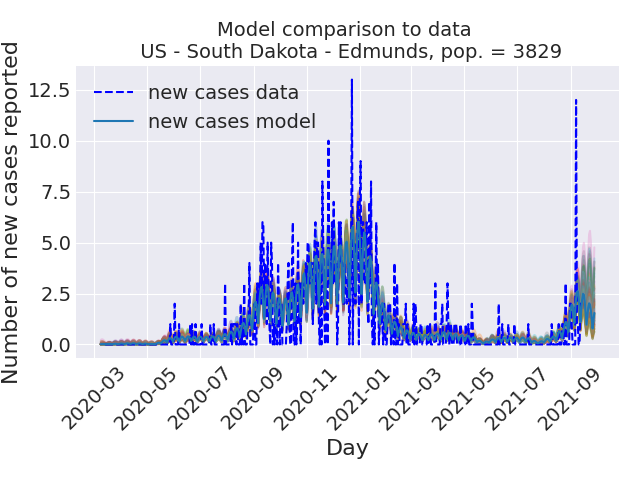 Model comparison to data
US - South Dakota - Edmunds, pop. = 3829
Number of new cases reported
12.5
10.0
7.5
5.0
2.5
0.0
new cases data
new cases model
2020-03
2020-05
2020-07
2020-09
2020-11
2021-01
2021-03
2021-05
2021-07
2021-09
Day